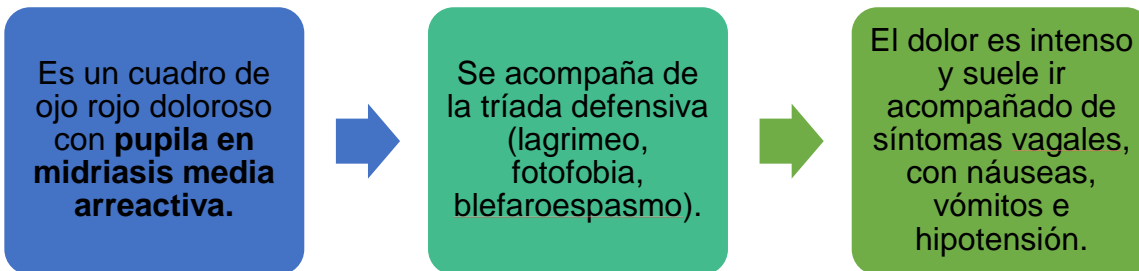 Es un cuadro de
ojo rojo doloroso
con pupila en
midriasis media
arreactiva.
Se acompaña de
la tríada defensiva
(lagrimeo,
fotofobia,
blefaroespasmo).
El dolor es intenso
y suele ir
acompañado de
síntomas vagales,
con náuseas,
vómitos e
hipotensión.